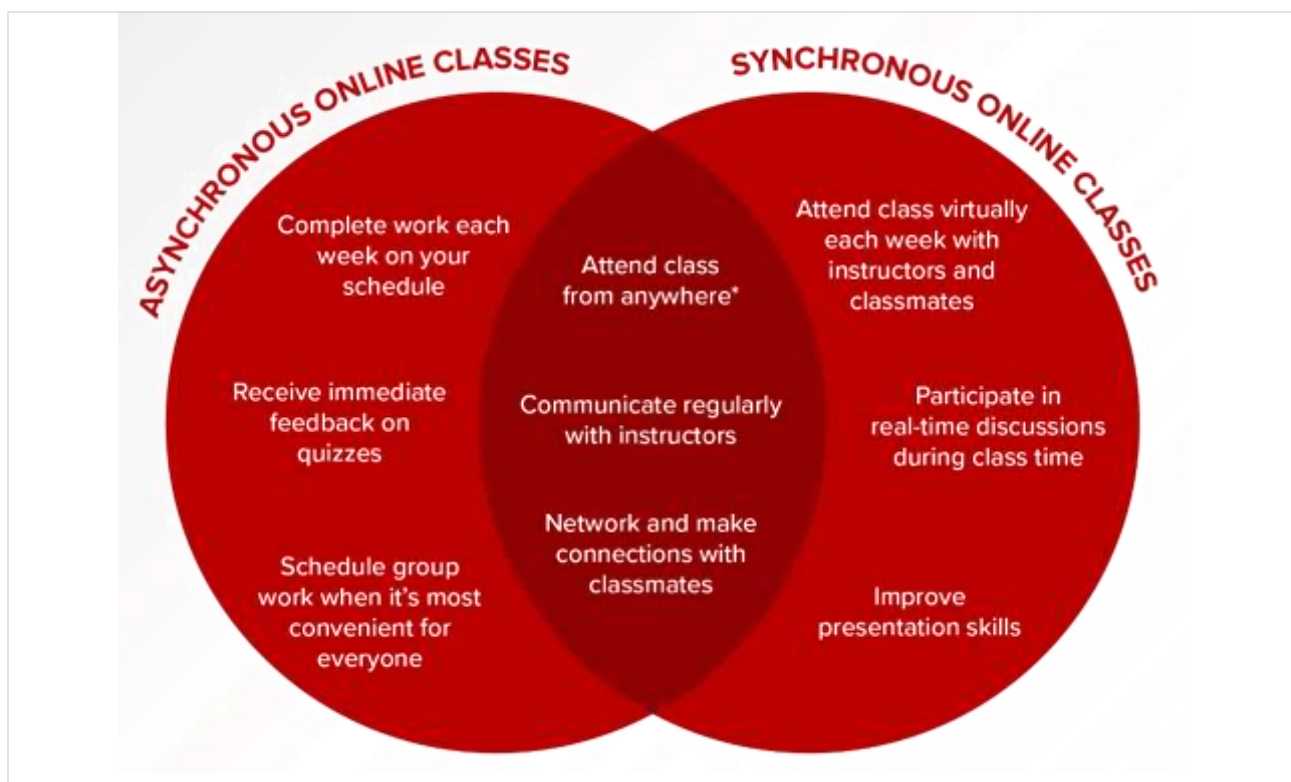 ASYNCHRONOUS ONLINE CLASSES
SYNCHRONOUS ONLINE CLASSES
Complete work each
week on your
schedule
Receive immediate
feedback on
quizzes
Schedule group
work when it's most
convenient for
everyone
Attend class
from anywhere*
Communicate regularly
with instructors
Network and make
connections with
classmates
Attend class virtually
each week with
instructors and
classmates
Participate in
real-time discussions
during class time
Improve
presentation skills